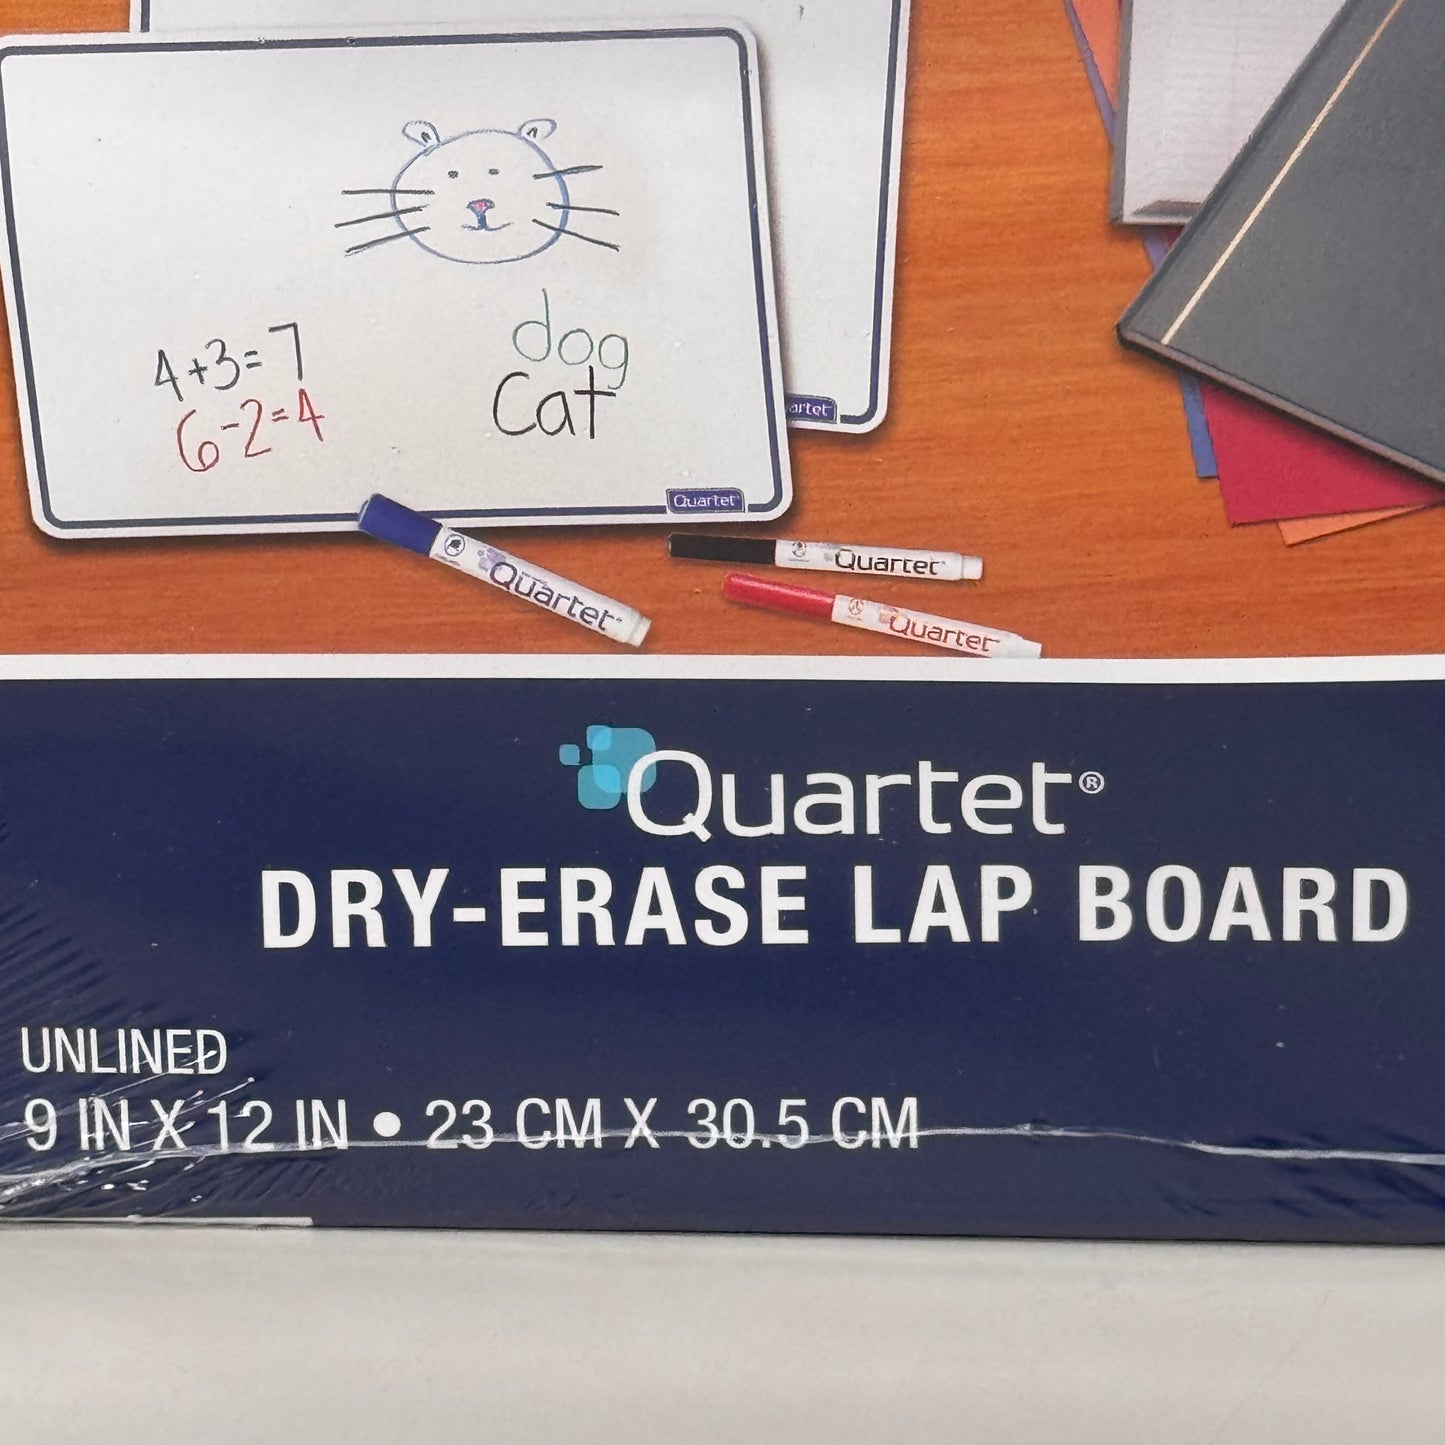 4+3=7
6-2=4
dog
Cat
artet
Quartet
Quartet
Quartet
Quartet
Quartet®
DRY-ERASE LAP BOARD
UNLINED
9 IN X 12 IN • 23 CM X 30.5 CM